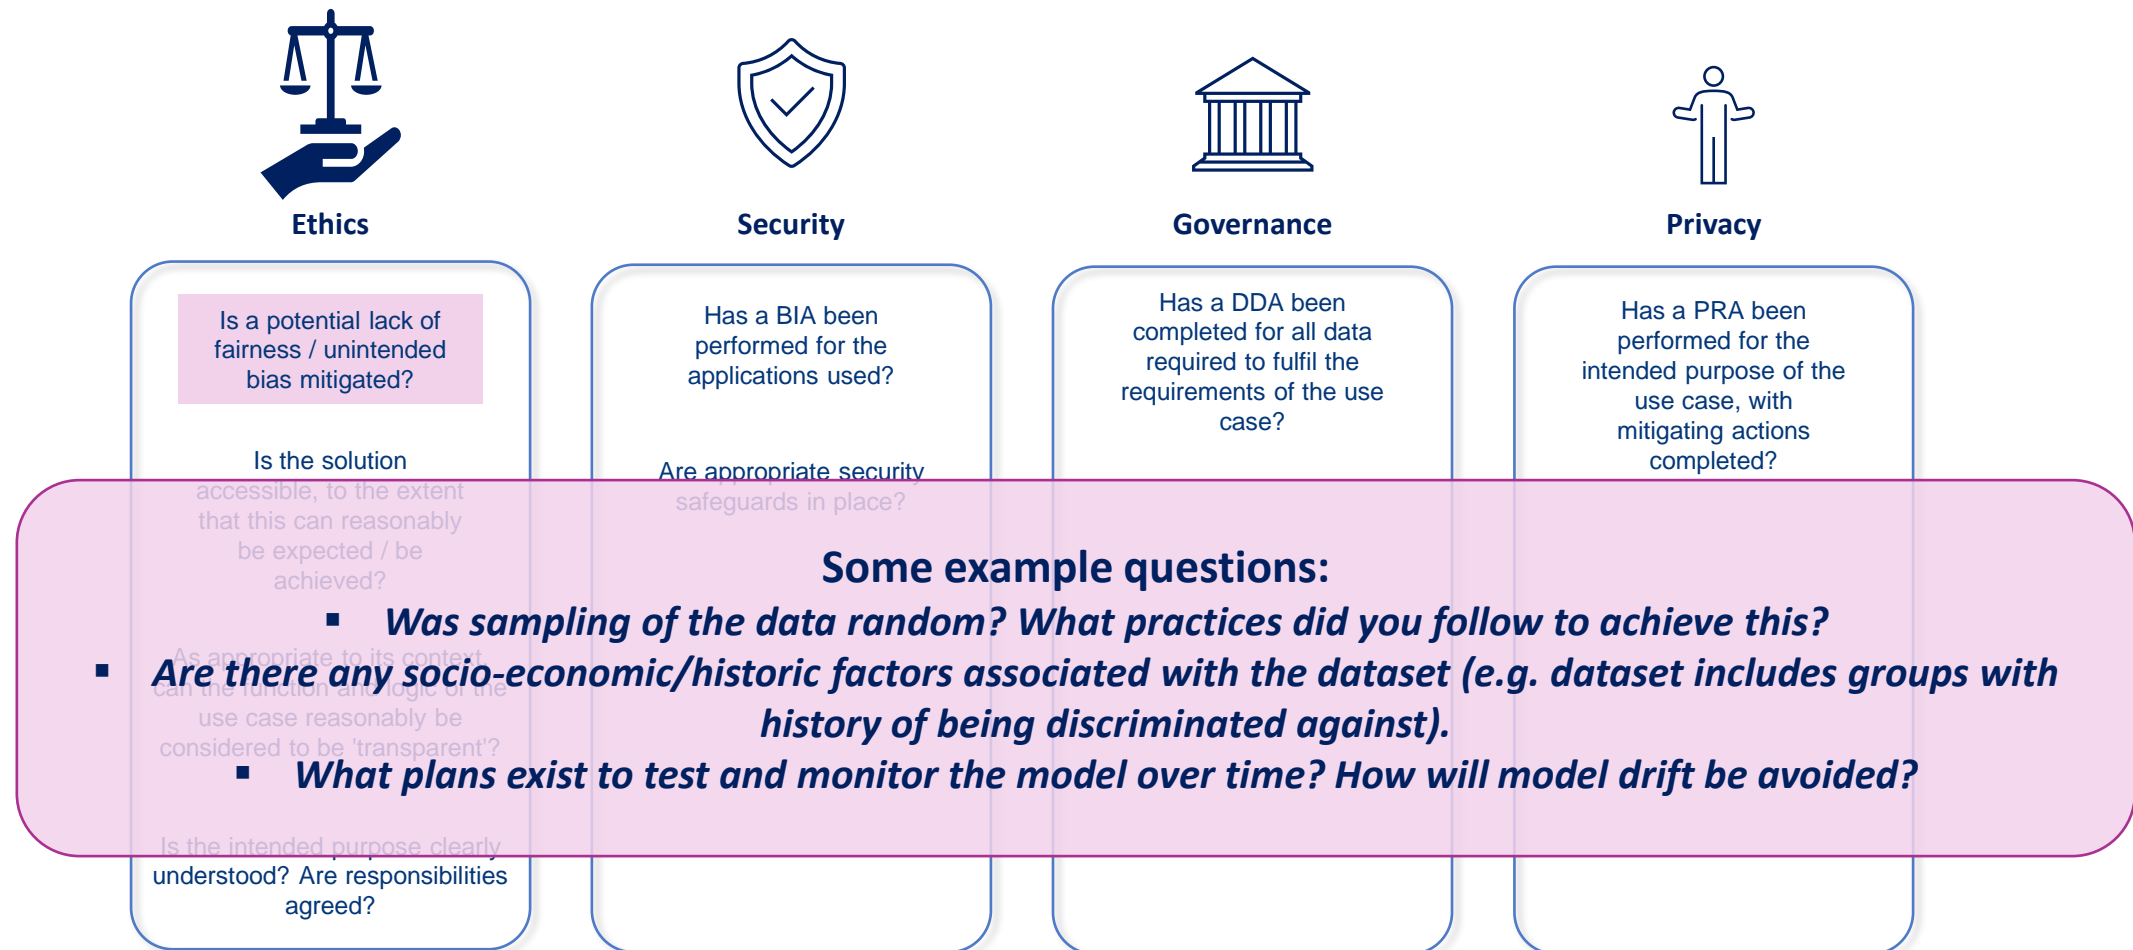 Ethics
Security
Governance
Privacy
Is a potential lack of
fairness / unintended
bias mitigated?
Is the solution
accessible, to the extent
that this can reasonably
be expected / be
achieved?
As appropriate to its context,
can the function and logic of the
use case reasonably be
considered to be 'transparent'?
Is the intended purpose clearly
understood? Are responsibilities
agreed?
Has a BIA been
performed for the
applications used?
Are appropriate security
safeguards in place?
Has a DDA been
completed for all data
required to fulfil the
requirements of the use
case?
Has a PRA been
performed for the
intended purpose of the
use case, with
mitigating actions
completed?
Some example questions:
▪ Was sampling of the data random? What practices did you follow to achieve this?
▪ Are there any socio-economic/historic factors associated with the dataset (e.g. dataset includes groups with
history of being discriminated against).
▪ What plans exist to test and monitor the model over time? How will model drift be avoided?